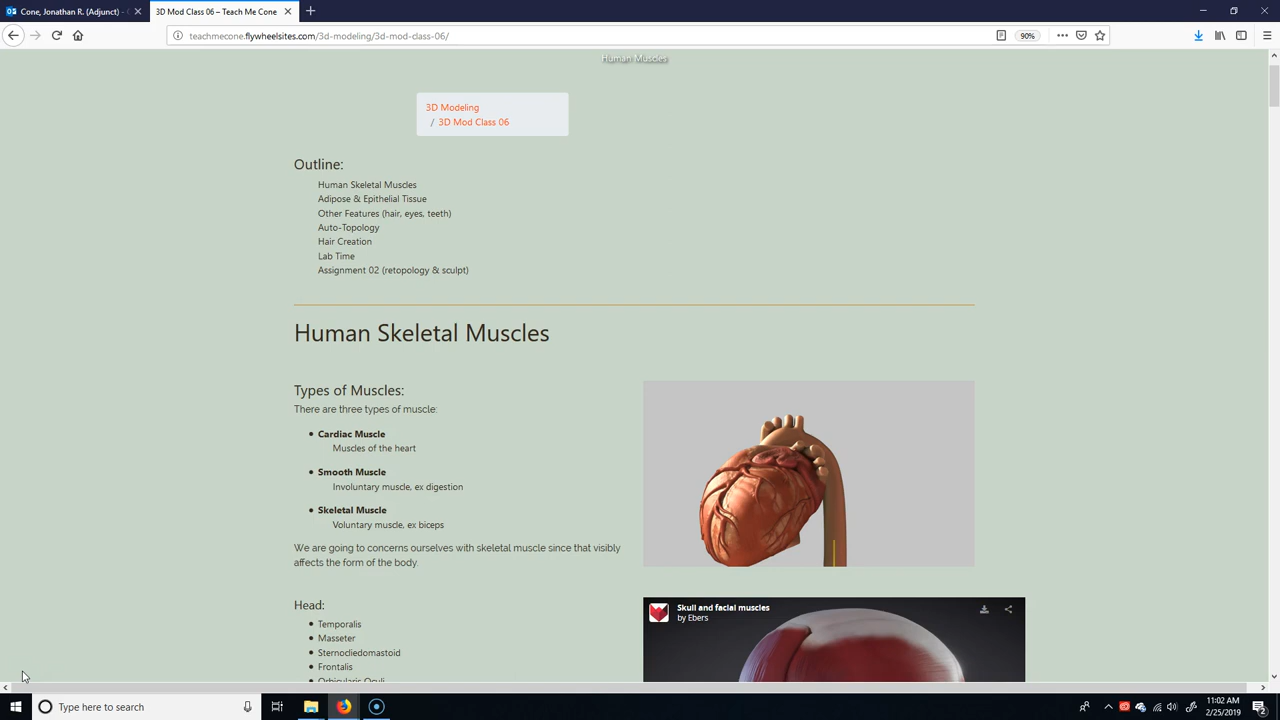 Cone, Jonathan R. (Adjunct) -
3D Mod Class 06 – Teach Me Cone
teachmecone.flywheelsites.com/3d-modeling/3d-mod-class-06/
90%
Human Muscles
3D Modeling
/ 3D Mod Class 06
Outline:
Human Skeletal Muscles
Adipose & Epithelial Tissue
Other Features (hair, eyes, teeth)
Auto-Topology
Hair Creation
Lab Time
Assignment 02 (retopology & sculpt)
Human Skeletal Muscles
Types of Muscles:
There are three types of muscle:
Cardiac Muscle
Muscles of the heart
Smooth Muscle
Involuntary muscle, ex digestion
Skeletal Muscle
Voluntary muscle, ex biceps
We are going to concerns ourselves with skeletal muscle since that visibly
affects the form of the body.
Head:
Temporalis
Masseter
Sternocliedomastoid
Frontalis
Orbicularis Oculi
Skull and facial muscles
by Ebers
Type here to search
11:02 AM
2/25/2019
2